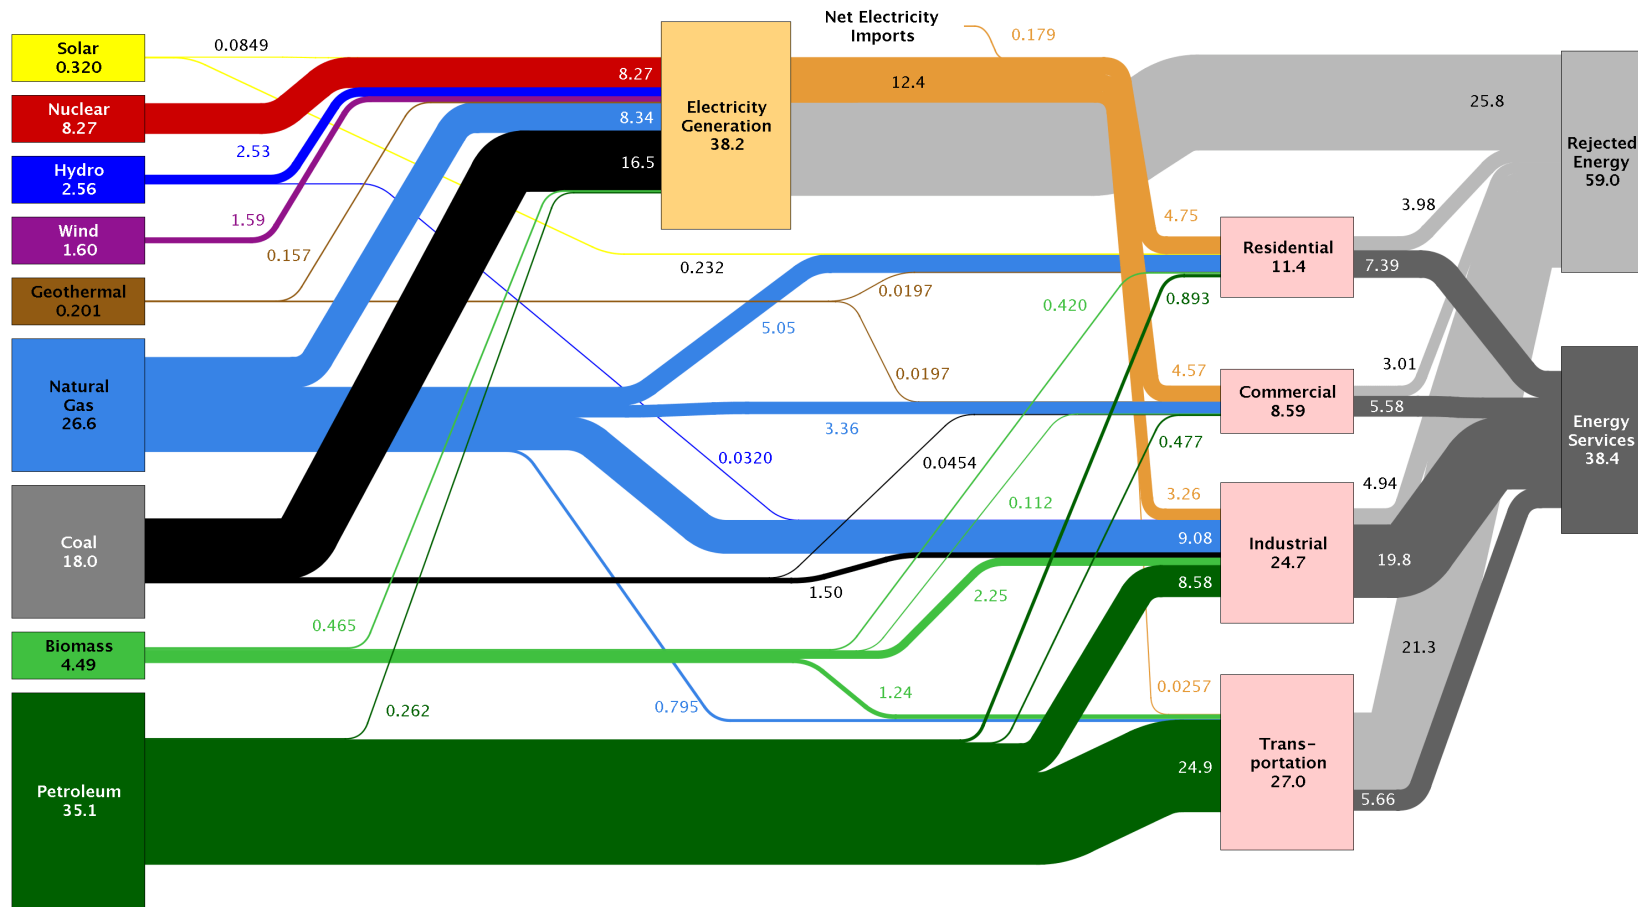 Net Electricity
Imports
0.179
Solar
0.320
0.0849
Nuclear
8.27
8.27
Hydro
2.56
2.53
Wind
1.60
1.59
Geothermal
0.201
0.157
Natural
Gas
26.6
8.34
Coal
18.0
16.5
Biomass
4.49
0.465
Petroleum
35.1
0.262
Electricity
Generation
38.2
12.4
25.8
Rejected
Energy
59.0
4.75
0.232
0.0197
5.05
0.420
0.893
Residential
11.4
3.98
7.39
0.0197
4.57
3.36
0.0454
0.112
0.477
Commercial
8.59
3.01
5.58
Energy
Services
38.4
0.0320
3.26
9.08
1.50
2.25
8.58
Industrial
24.7
4.94
19.8
0.795
1.24
0.0257
24.9
Trans-
portation
27.0
21.3
5.66